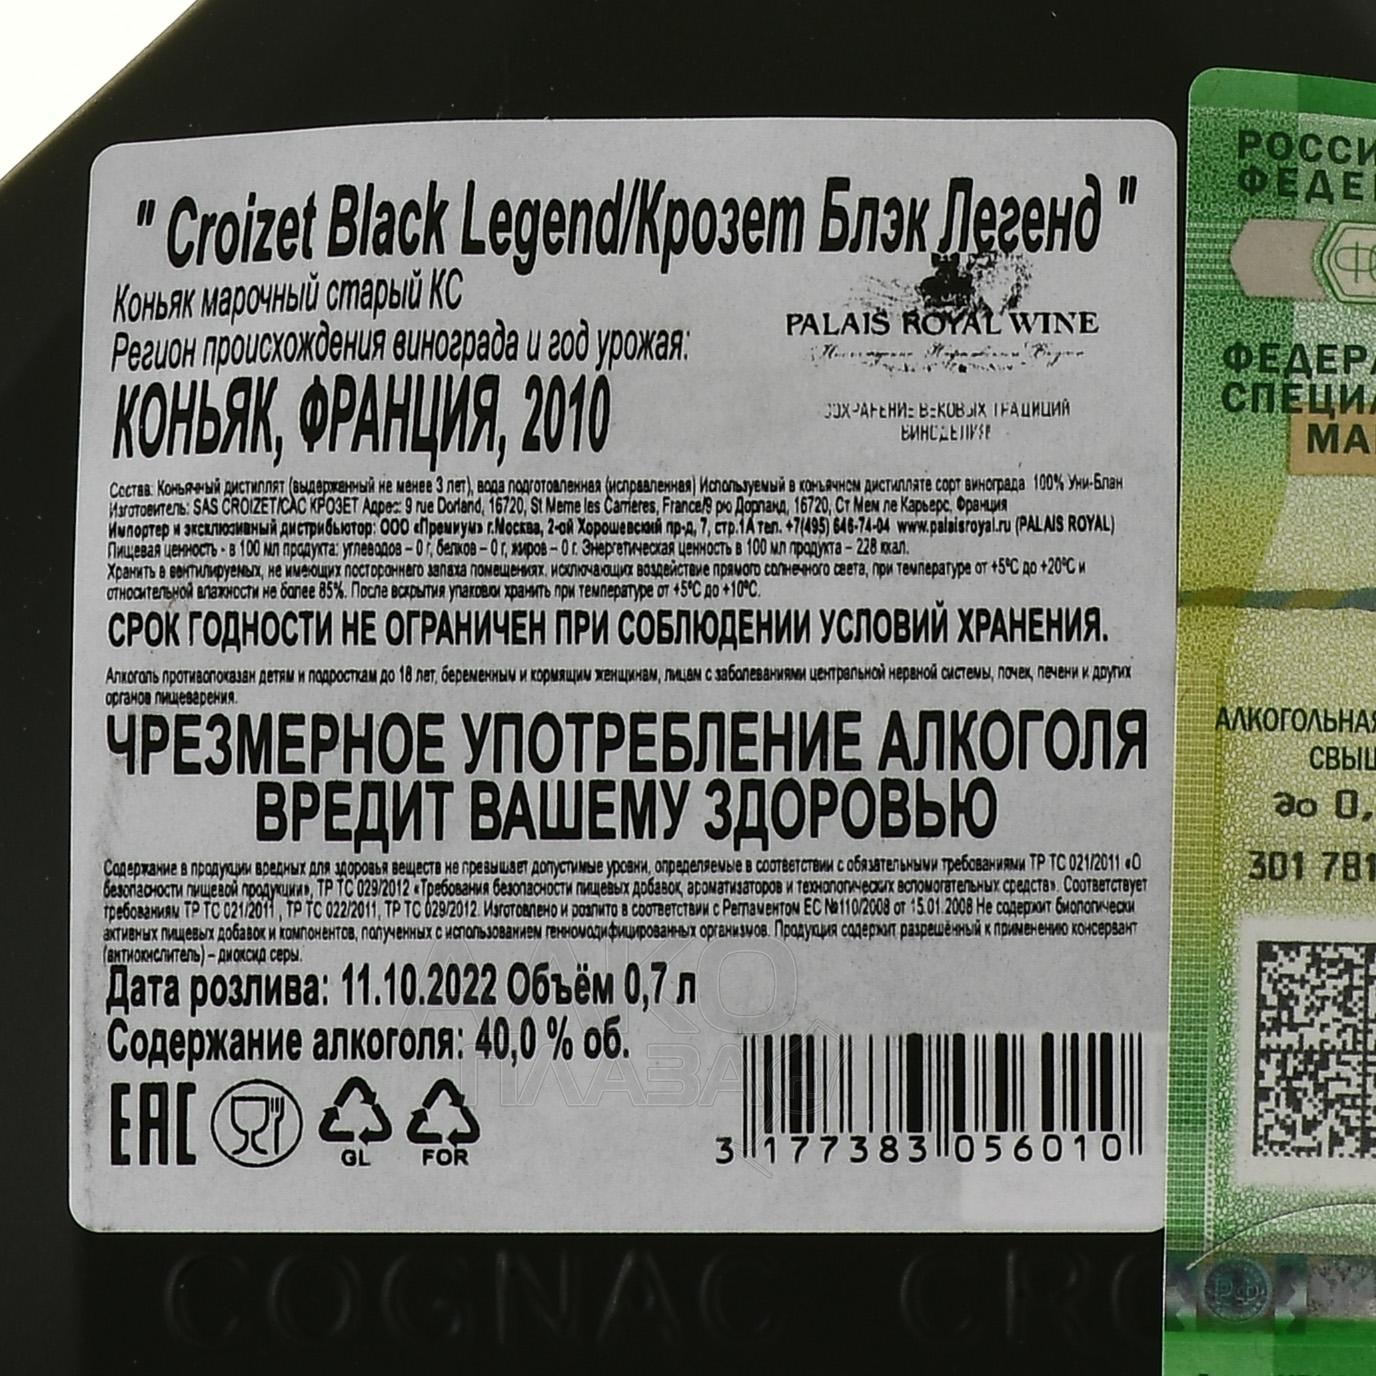 " Croizet Black Legend/Крозет Блэк Легенд "
Коньяк марочный старый КС
Регион происхождения винограда и год урожая:
КОНЬЯК, ФРАНЦИЯ, 2010
PALAIS ROYAL WINE
СОХРАНЕНИЕ ВЕКОВЫХ ТРАДИЦИЙ
ВИНОДЕЛИЯ
Состав: Коньячный дистиллят (выдержанный не менее 3 лет), вода подготовленная (исправленная) Используемый в коньячном дистилляте сорт винограда 100% Уни-Блан
Изготовитель: SAS CROIZET/САС КРОЗЕТ Адрес: 9 rue Dorland, 16720, St Meme les Carrieres, France/9 рю Дорланд, 16720, Ст Мем ле Карьерс, Франция
Импортер и эксклюзивный дистрибьютор: ООО «Премиум» г.Москва, 2-ой Хорошевский пр-д, 7, стр.1А тел. +7(495) 646-74-04 www.palaisroyal.ru (PALAIS ROYAL)
Пищевая ценность - в 100 мл продукта: углеводов – 0 г, белков – 0 г, жиров – 0 г. Энергетическая ценность в 100 мл продукта – 228 ккал.
Хранить в вентилируемых, не имеющих постороннего запаха помещениях, исключающих воздействие прямого солнечного света, при температуре от +5°С до +20°С и
относительной влажности не более 85%. После вскрытия упаковки хранить при температуре от +5°С до +10°С.
СРОК ГОДНОСТИ НЕ ОГРАНИЧЕН ПРИ СОБЛЮДЕНИИ УСЛОВИЙ ХРАНЕНИЯ.
Алкоголь противопоказан детям и подросткам до 18 лет, беременным и кормящим женщинам, лицам с заболеваниями центральной нервной системы, почек, печени и других
органов пищеварения.
ЧРЕЗМЕРНОЕ УПОТРЕБЛЕНИЕ АЛКОГОЛЯ
ВРЕДИТ ВАШЕМУ ЗДОРОВЬЮ
Содержание в продукции вредных для здоровья веществ не превышает допустимые уровни, определяемые в соответствии с обязательными требованиями ТР ТС 021/2011 «О
безопасности пищевой продукции», ТР ТС 029/2012 «Требования безопасности пищевых добавок, ароматизаторов и технологических вспомогательных средств». Соответствует
требованиям ТР ТС 021/2011 , ТР ТС 022/2011, ТР ТС 029/2012. Изготовлено и розлито в соответствии с Регламентом ЕС №110/2008 от 15.01.2008 Не содержит биологически
активных пищевых добавок и компонентов, полученных с использованием генномодифицированных организмов. Продукция содержит разрешённый к применению консервант
(антиокислитель) – диоксид серы.
Дата розлива: 11.10.2022 Объём 0,7 л
Содержание алкоголя: 40,0 % об.
EAC
GL
FOR
3 177383 056010
АЛКО
ПЛАЗА
COGNAC CRO
РОССИ
ФЕДЕ
ФЕДЕР
СПЕЦИ
МА
АЛКОГОЛЬНАЯ
СВЫ
до 0,
301 781
РФ